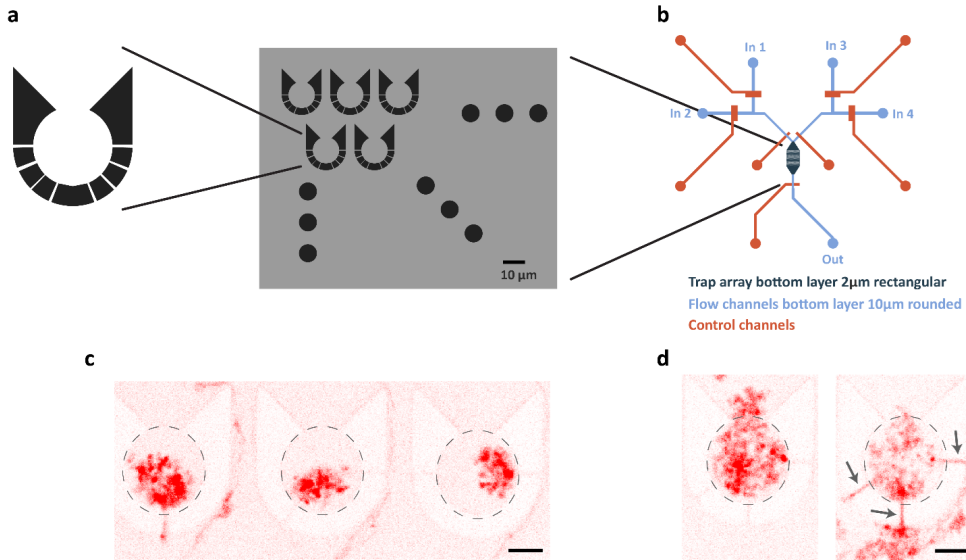 a
10 µm
b
In 1
In 3
In 2
In 4
Out
Trap array bottom layer 2µm rectangular
Flow channels bottom layer 10µm rounded
Control channels
c
d